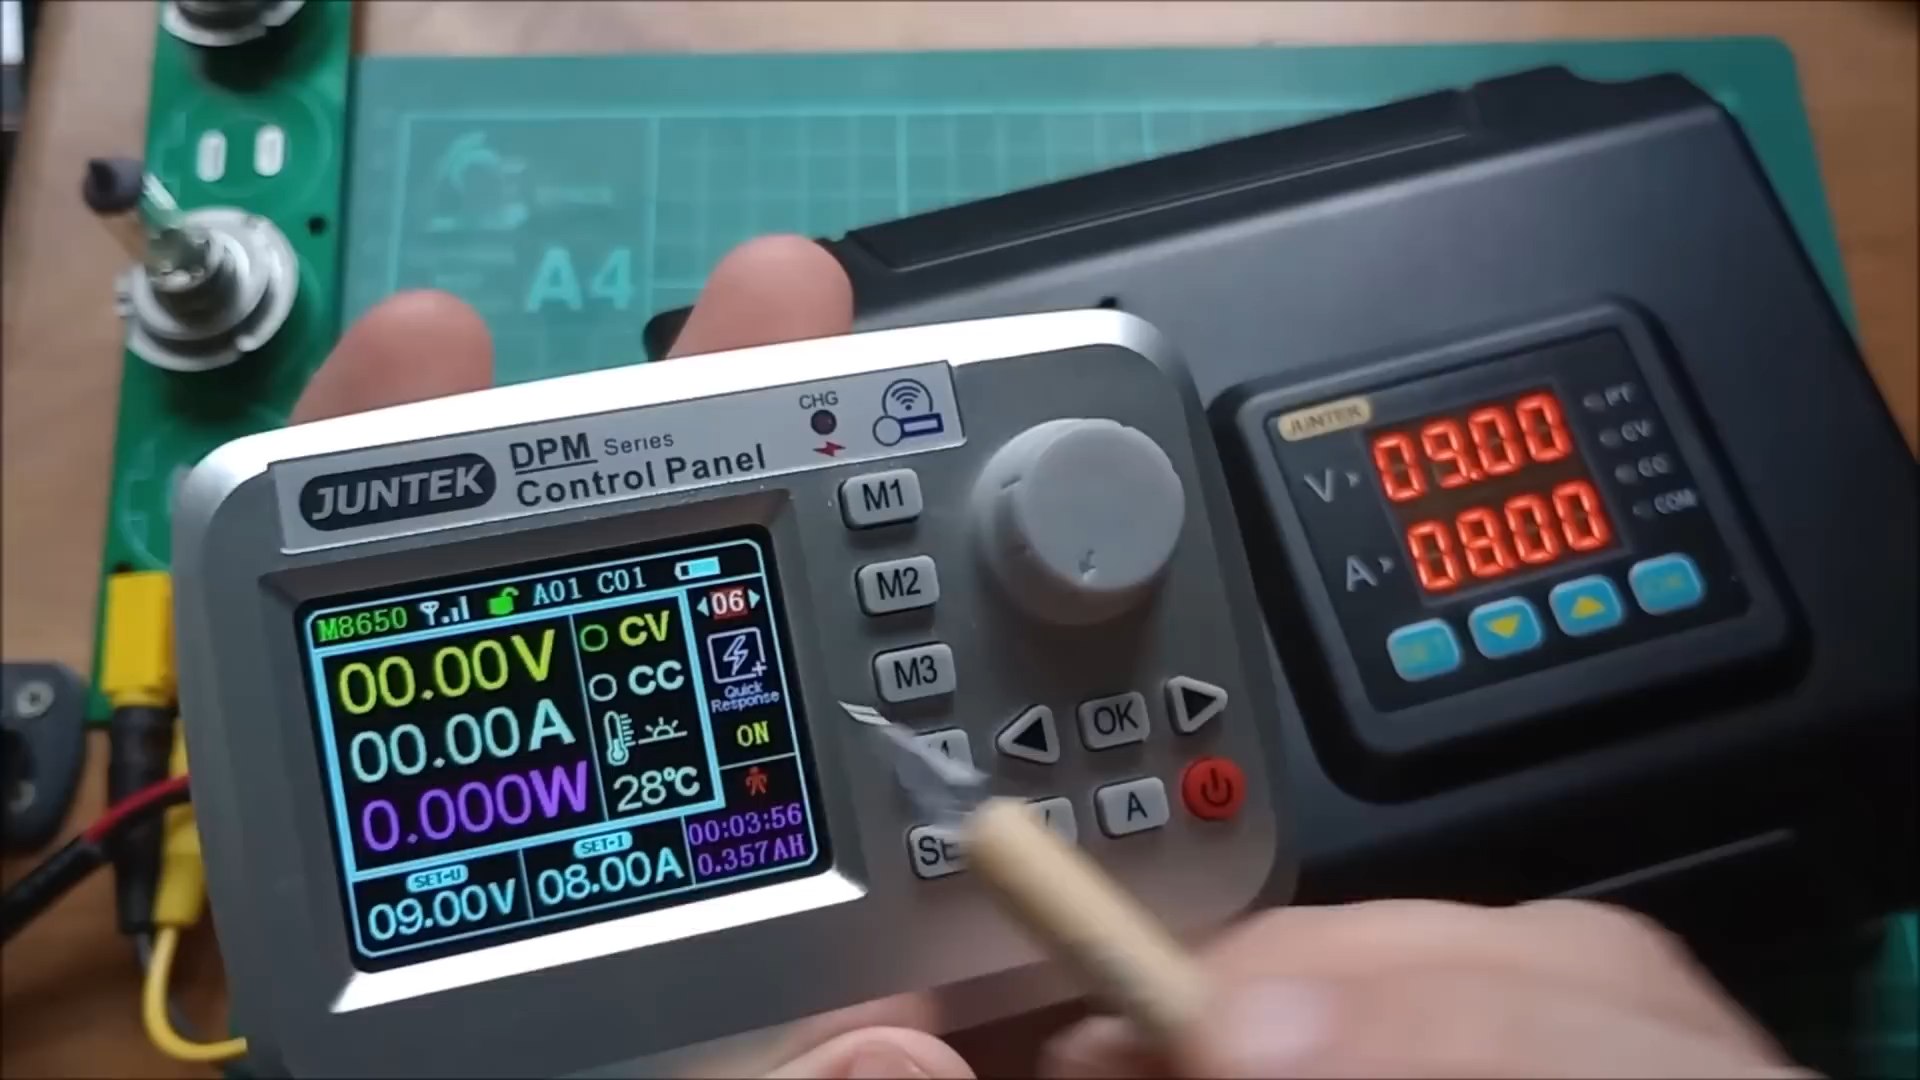 A4
JUNTEK
DPM Series
Control Panel
CHG
M8650 A01 C01
06
00.00V
CV
00.00A
CC
0.000W
28℃
Quick
Response
ON
00:03:56
0.357AH
SET-U
09.00V
SET-I
08.00A
M1
M2
M3
OK
A
JUNTEK
V
09.00
A
08.00
PT
CV
CC
COM